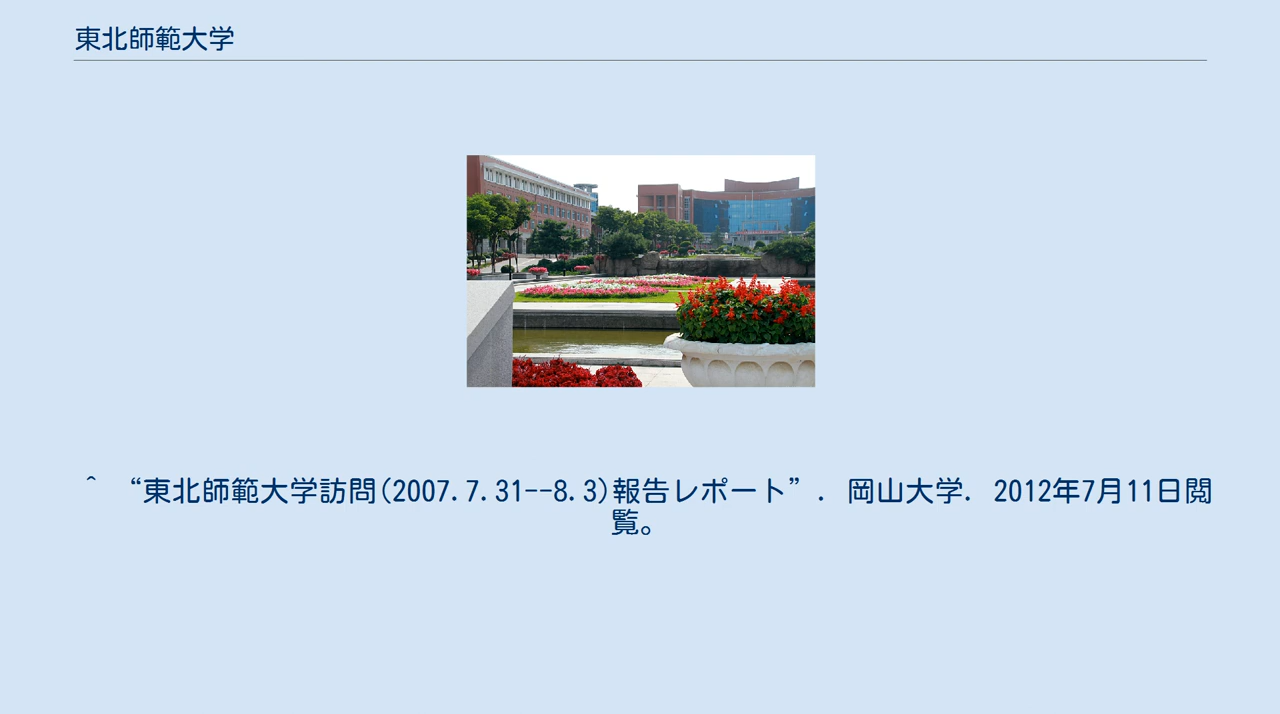 東北師範大学
^ “東北師範大学訪問(2007.7.31--8.3)報告レポート”. 岡山大学. 2012年7月11日閲
覧。